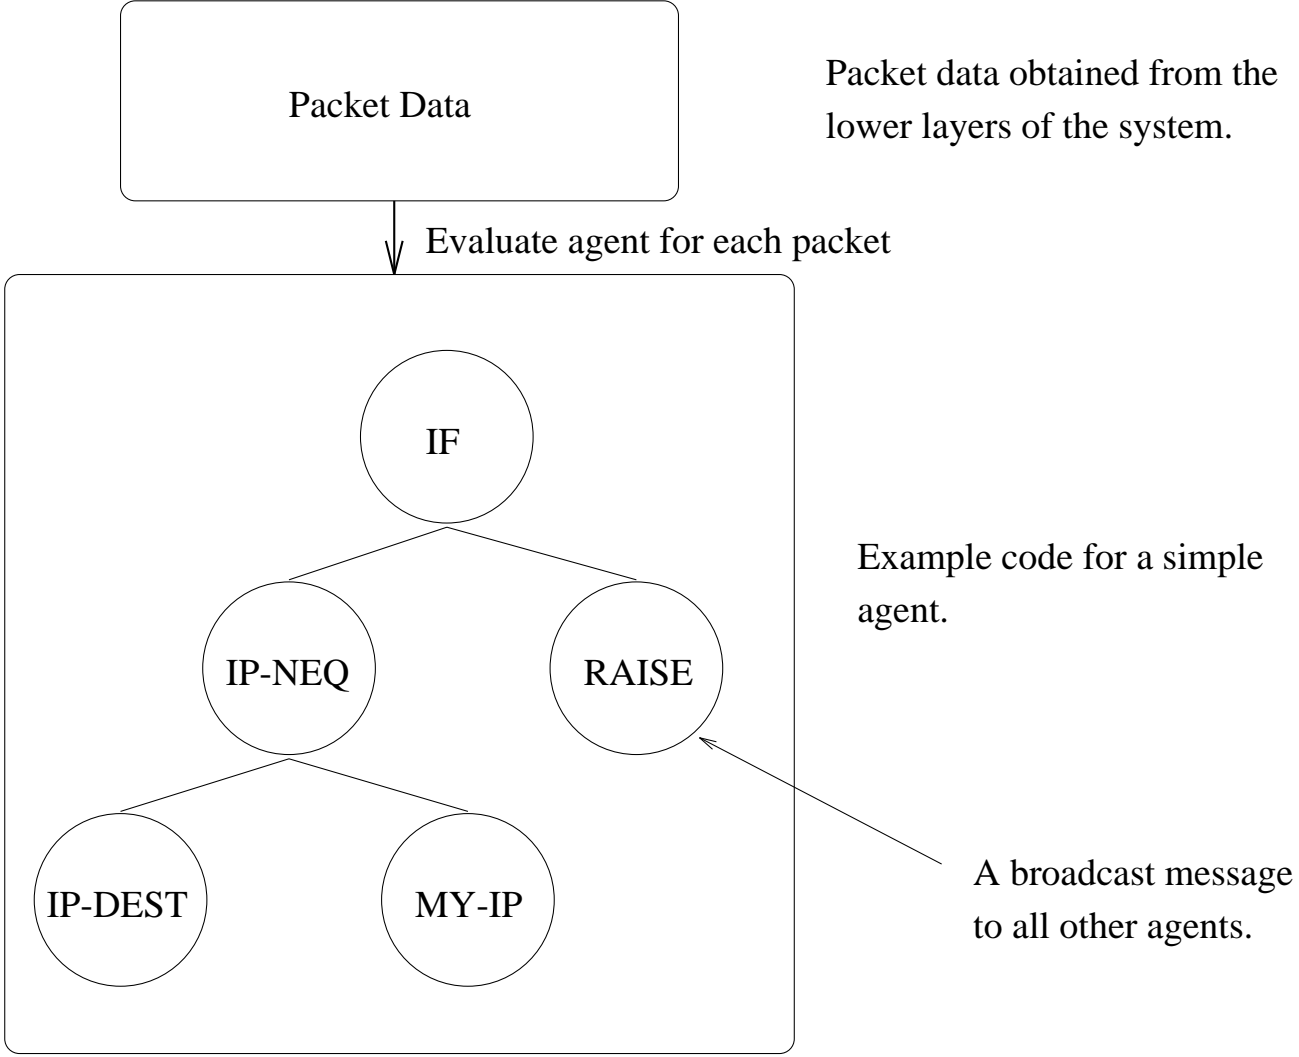 Packet Data
Packet data obtained from the
lower layers of the system.
Evaluate agent for each packet
IF
Example code for a simple
agent.
IP-NEQ
RAISE
IP-DEST
MY-IP
A broadcast message
to all other agents.